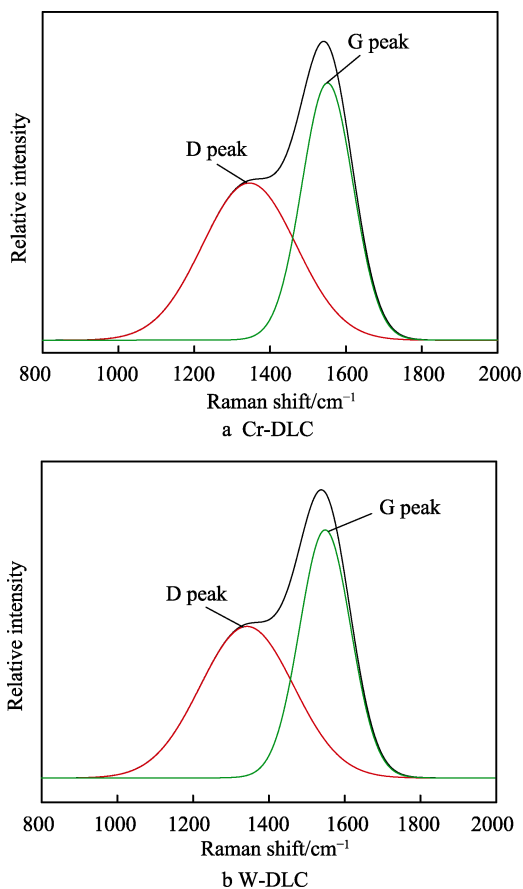 G peak
D peak
Relative intensity
800 1000 1200 1400 1600 1800 2000
Raman shift/cm⁻¹
a Cr-DLC
G peak
D peak
Relative intensity
800 1000 1200 1400 1600 1800 2000
Raman shift/cm⁻¹
b W-DLC